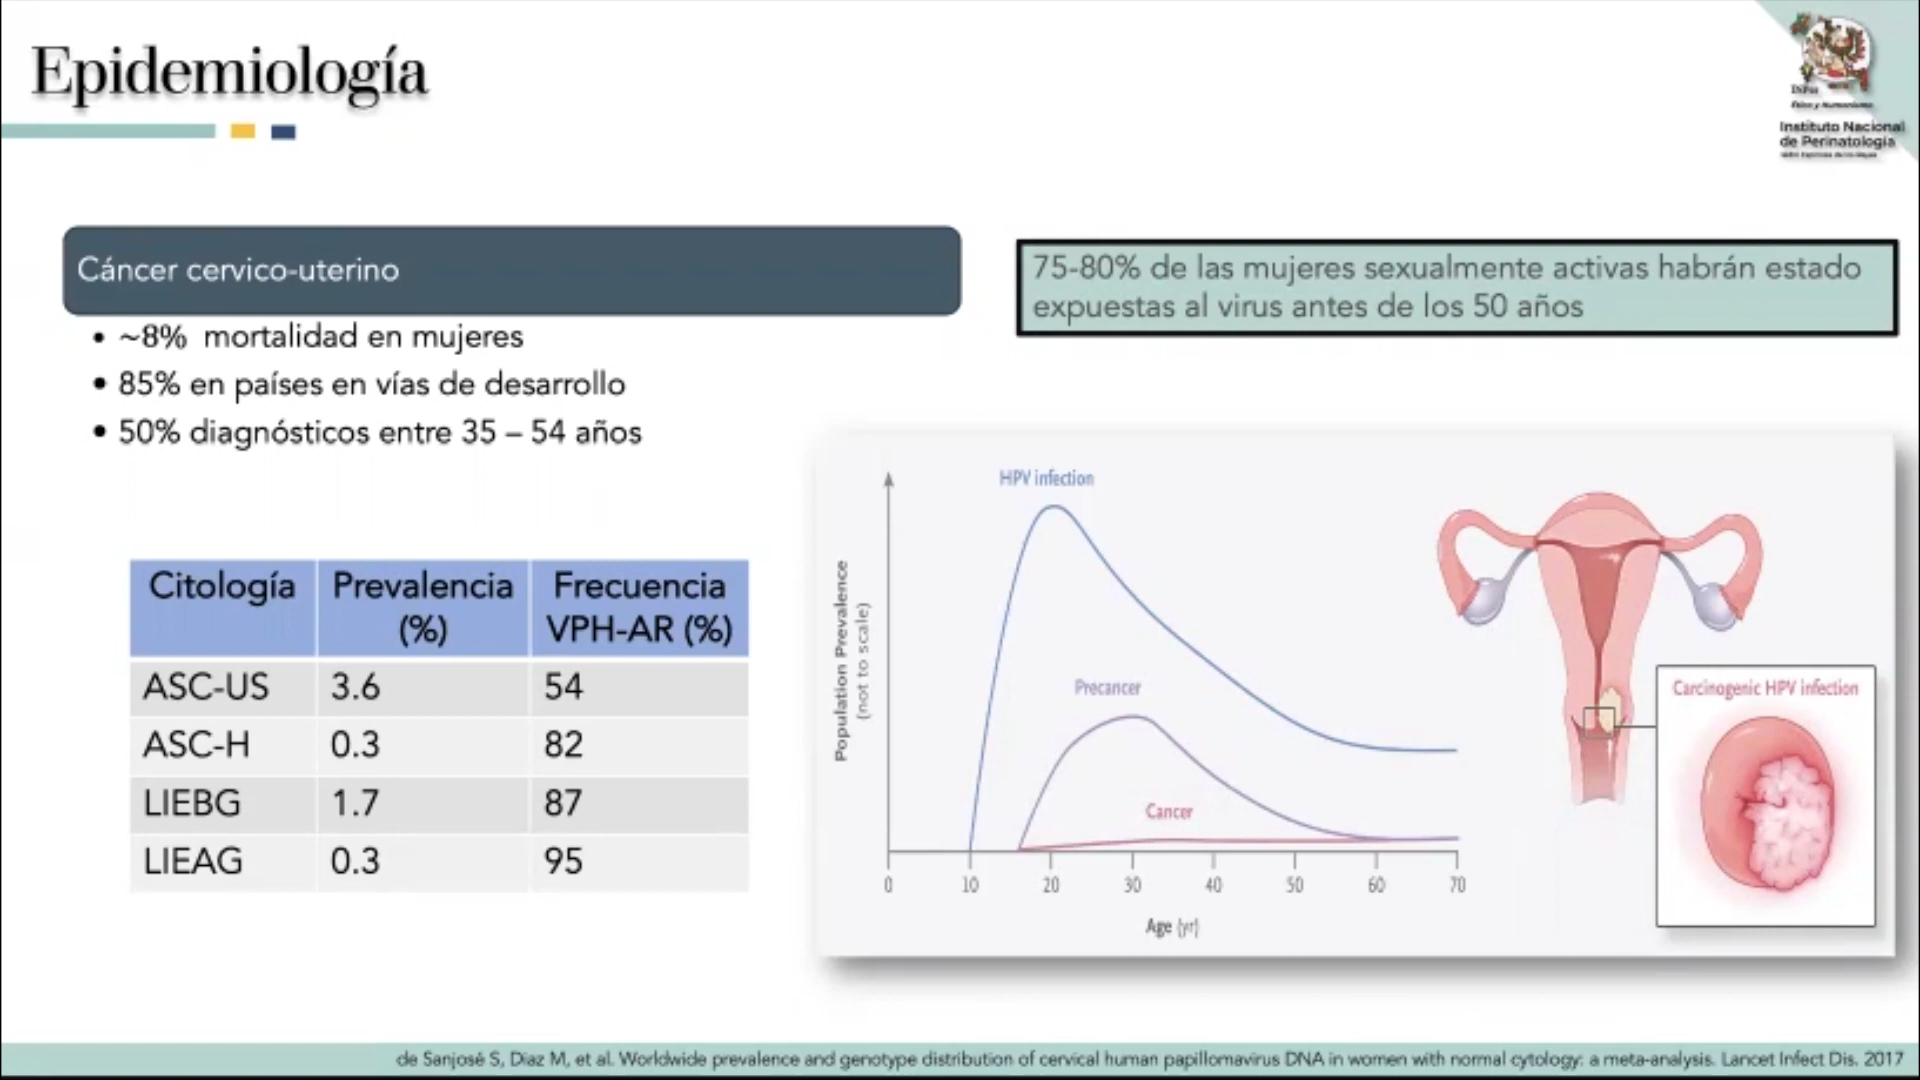 Epidemiología
Instituto Nacional
de Perinatología
Cáncer cervico-uterino
• ~8% mortalidad en mujeres
• 85% en países en vías de desarrollo
• 50% diagnósticos entre 35 – 54 años
75-80% de las mujeres sexualmente activas habrán estado
expuestas al virus antes de los 50 años
Citología Prevalencia (%) Frecuencia VPH-AR (%)
ASC-US 3.6 54
ASC-H 0.3 82
LIEBG 1.7 87
LIEAG 0.3 95
Population Prevalence
(not to scale)
HPV infection
Precancer
Cancer
0 10 20 30 40 50 60 70
Age (yr)
Carcinogenic HPV infection
de Sanjosé S, Diaz M, et al. Worldwide prevalence and genotype distribution of cervical human papillomavirus DNA in women with normal cytology: a meta-analysis. Lancet Infect Dis. 2017